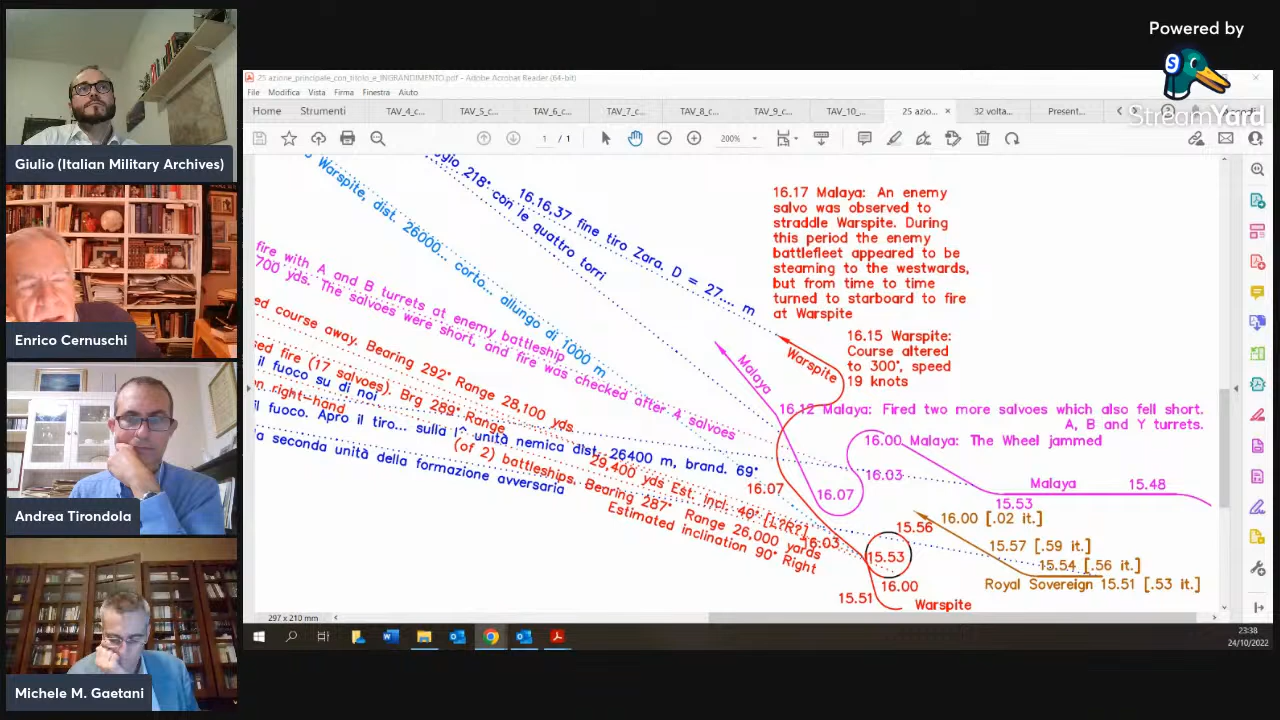 Powered by
StreamYard
Giulio (Italian Military Archives)
Enrico Cernuschi
Andrea Tirondola
Michele M. Gaetani
25 azione_principale_con_titolo_e_INGRANDIMENTO.pdf - Adobe Acrobat Reader (64-bit)
File Modifica Vista Firma Finestra Aiuto
Home Strumenti TAV_4_c... TAV_5_c... TAV_6_c... TAV_7_c... TAV_8_c... TAV_9_c... TAV_10_... 25 azio... × 32 volta... Present...
1 / 1 200%
gio 218° con le quattro torri
16.16,37 fine tiro Zara. D = 27... m
Warspite, dist. 26000... corto... allungo di 1000 m
fire with A and B turrets at enemy battleship
700 yds. The salvoes were short, and fire was checked after 4 salvoes
ed course away. Bearing 292° Range 28,100 yds
sed fire (17 salvoes). Brg 289° Range
29,400 yds Est. incl. 40° [L?R?]
il fuoco su di noi
il fuoco. Apro il tiro... sulla 1^ unità nemica dist. 26400 m, brand. 69°
n right-hand
(of 2) battleships. Bearing 287° Range 26,000 yards
Estimated inclination 90° Right
a seconda unità della formazione avversaria
16.17 Malaya: An enemy
salvo was observed to
straddle Warspite. During
this period the enemy
battlefleet appeared to be
steaming to the westwards,
but from time to time
turned to starboard to fire
at Warspite
16.15 Warspite:
Course altered
to 300°, speed
19 knots
Warspite
Malaya
16.12 Malaya: Fired two more salvoes which also fell short.
A, B and Y turrets.
16.00 Malaya: The Wheel jammed
16.03
16.07
16.07
Malaya 15.48
15.53
16.00 [.02 it.]
15.56
15.57 [.59 it.]
15.54 [.56 it.]
Royal Sovereign 15.51 [.53 it.]
16.03
15.53
16.00
15.51
Warspite
297 x 210 mm
23:38
24/10/2022